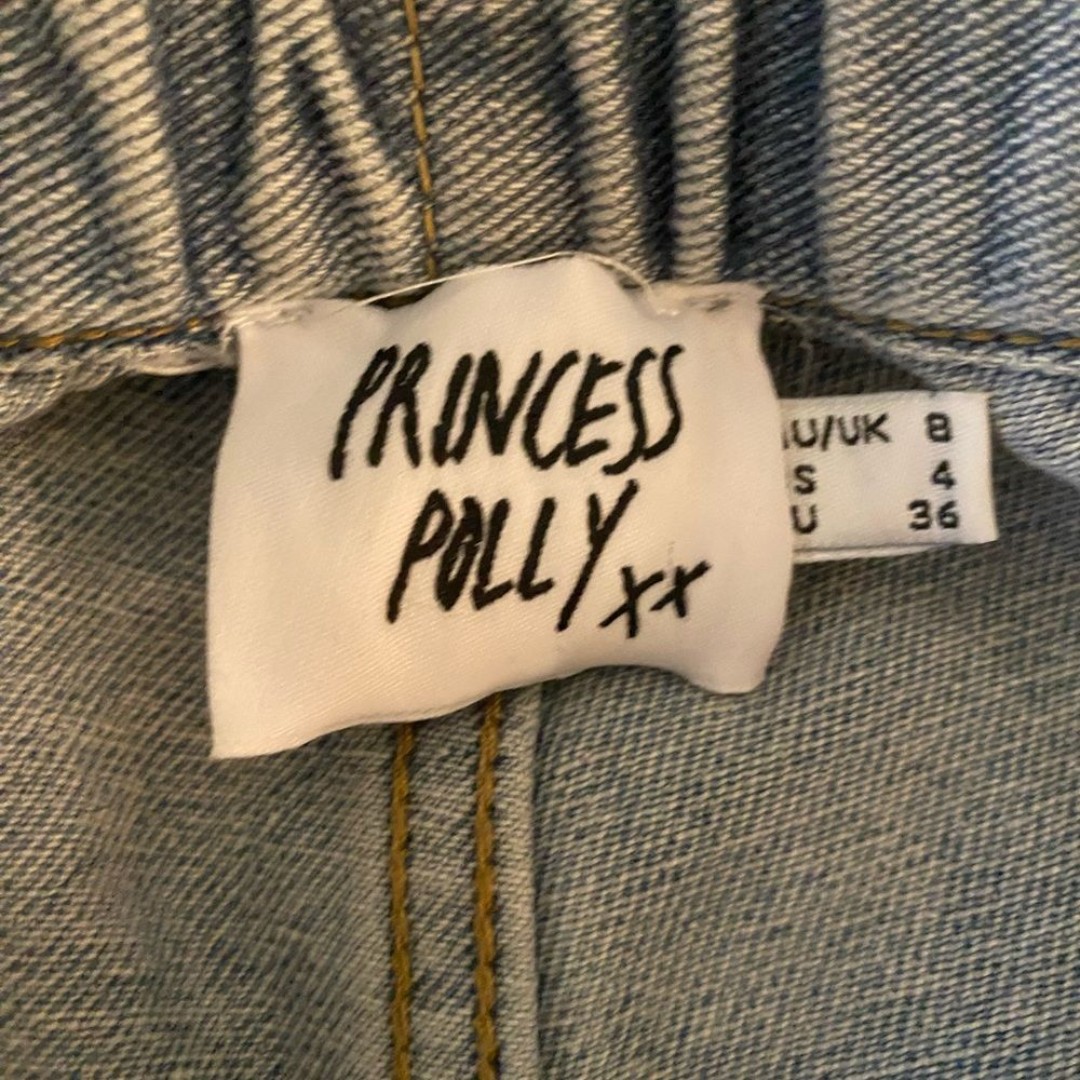 PRINCESS
POLLY xx
U/UK 8
S 4
U 36